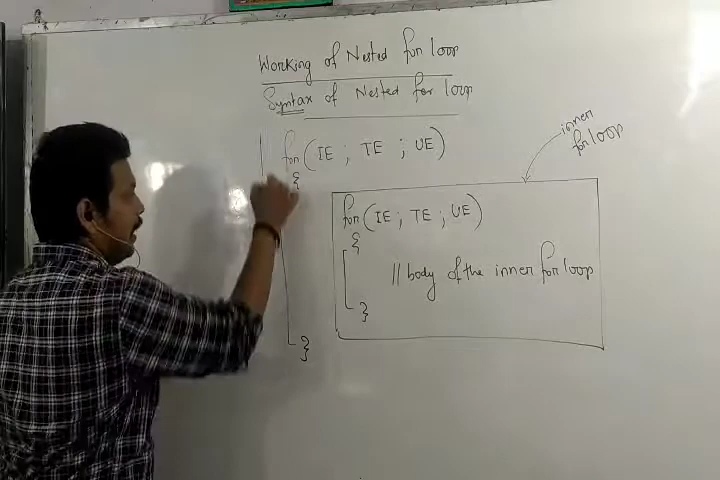 Working of Nested for loop
Syntax of Nested for loop
for (IE ; TE ; UE)
{
inner
for loop
for (IE ; TE ; UE)
{
// body of the inner for loop
}
}